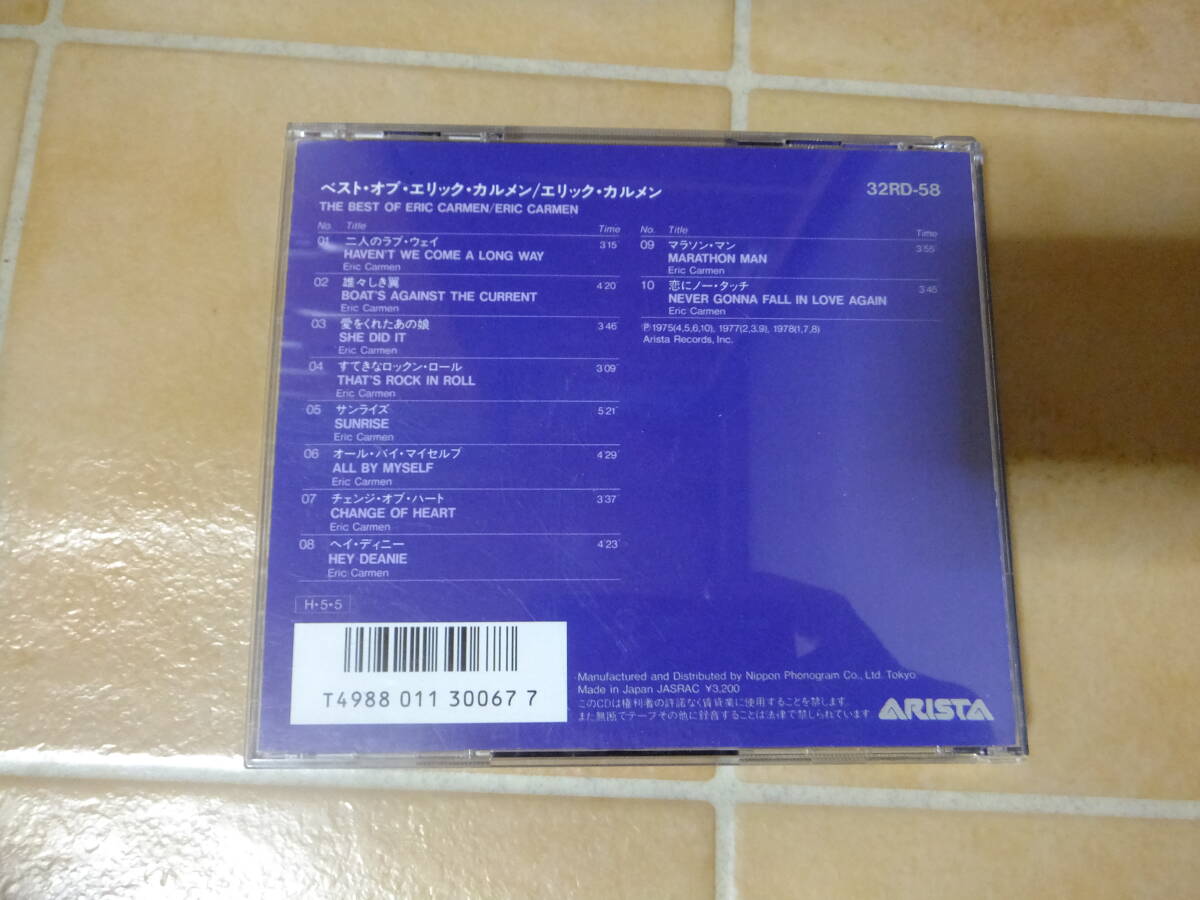 ベスト・オブ・エリック・カルメン/エリック・カルメン
THE BEST OF ERIC CARMEN/ERIC CARMEN
32RD-58
No. Title Time
01 二人のラブ・ウェイ 3'15"
HAVEN'T WE COME A LONG WAY
Eric Carmen
02 雄々しき翼 4'20"
BOAT'S AGAINST THE CURRENT
Eric Carmen
03 愛をくれたあの娘 3'46"
SHE DID IT
Eric Carmen
04 すてきなロックン・ロール 3'09"
THAT'S ROCK IN ROLL
Eric Carmen
05 サンライズ 5'21"
SUNRISE
Eric Carmen
06 オール・バイ・マイセルフ 4'29"
ALL BY MYSELF
Eric Carmen
07 チェンジ・オブ・ハート 3'37"
CHANGE OF HEART
Eric Carmen
08 ヘイ・ディニー 4'23"
HEY DEANIE
Eric Carmen
No. Title Time
09 マラソン・マン 3'55"
MARATHON MAN
Eric Carmen
10 恋にノー・タッチ 3'45"
NEVER GONNA FALL IN LOVE AGAIN
Eric Carmen
℗1975(4,5,6,10), 1977(2,3,9), 1978(1,7,8)
Arista Records, Inc.
H・5・5
T4988 011 30067 7
Manufactured and Distributed by Nippon Phonogram Co., Ltd. Tokyo
Made in Japan JASRAC ¥3,200
このCDは権利者の許諾なく賃貸業に使用することを禁じます。
また無断でテープその他に録音することは法律で禁じられています。
ARISTA